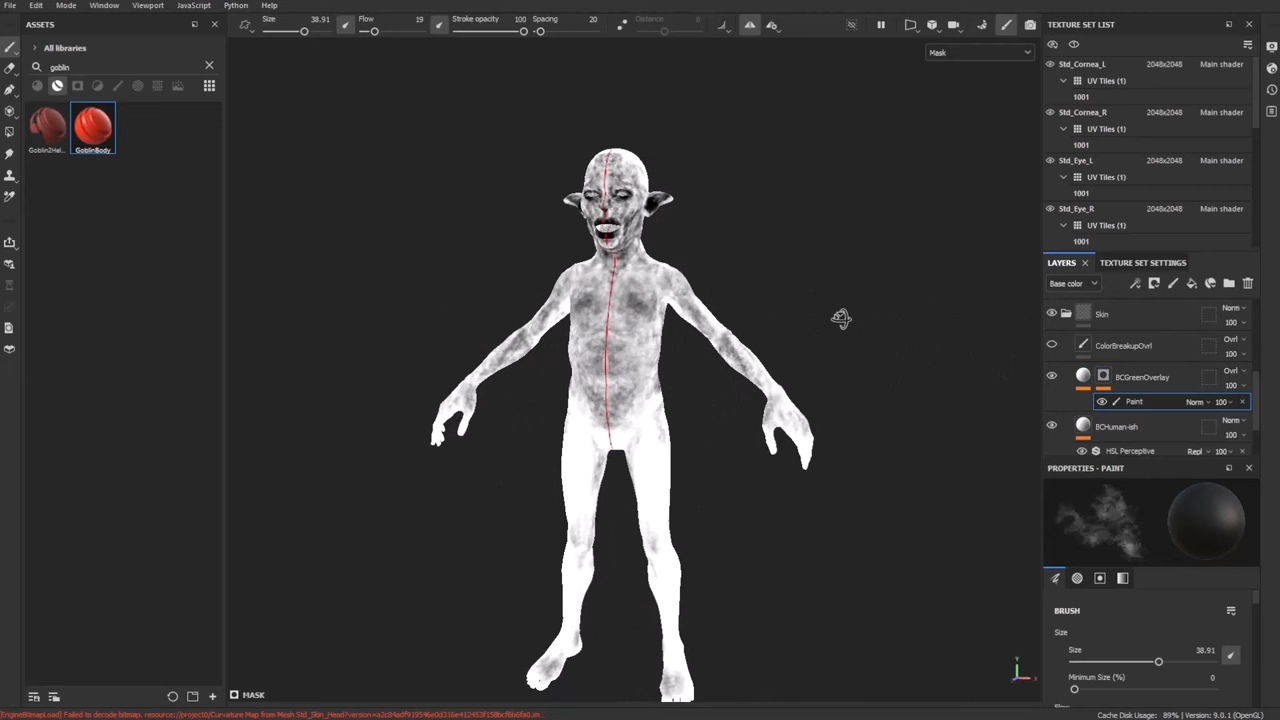 File Edit Mode Window Viewport JavaScript Python Help
ASSETS
Size 38.91 Flow 19 Stroke opacity 100 Spacing 20 Distance 8
All libraries
goblin
Goblin2Hel... GoblinBody
Mask
MASK
TEXTURE SET LIST
Std_Cornea_L 2048x2048 Main shader
UV Tiles (1)
1001
Std_Cornea_R 2048x2048 Main shader
UV Tiles (1)
1001
Std_Eye_L 2048x2048 Main shader
UV Tiles (1)
1001
Std_Eye_R 2048x2048 Main shader
UV Tiles (1)
1001
LAYERS TEXTURE SET SETTINGS
Base color
Skin Norm 100
ColorBreakupOvrl Ovrl 100
BCGreenOverlay Ovrl 100
Paint Norm 100
BCHuman-ish Norm 100
HSL Perceptive Repl 100
PROPERTIES - PAINT
BRUSH
Size
Size 38.91
Minimum Size (%) 0
Cache Disk Usage: 89% | Version: 9.0.1 (OpenGL)